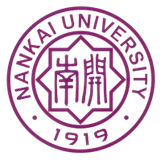 NANKAI UNIVERSITY
南開
· 1919 ·